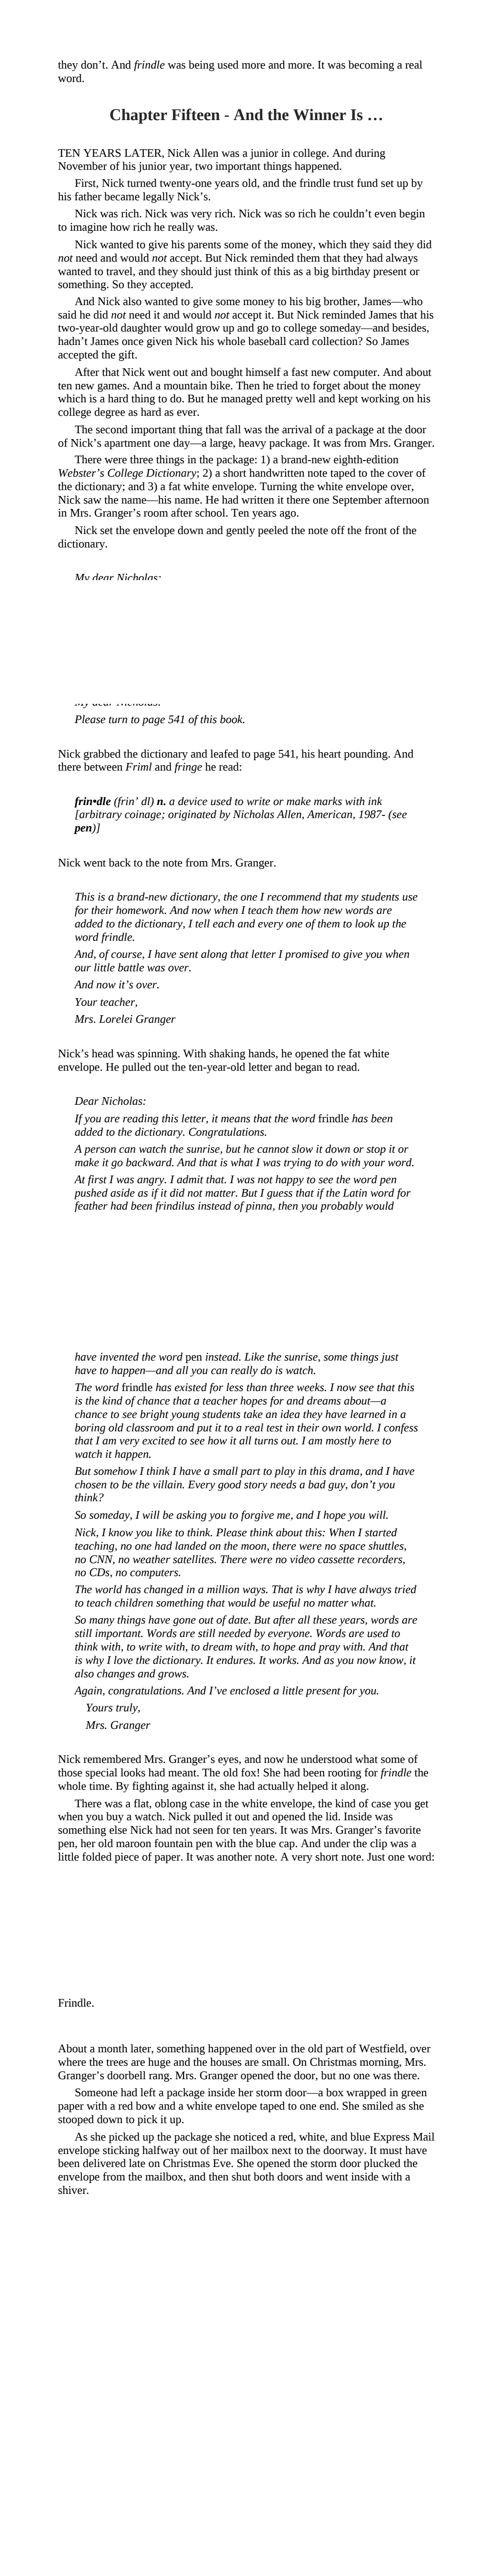 they don’t. And frindle was being used more and more. It was becoming a real
word.
Chapter Fifteen - And the Winner Is …
TEN YEARS LATER, Nick Allen was a junior in college. And during
November of his junior year, two important things happened.
First, Nick turned twenty-one years old, and the frindle trust fund set up by
his father became legally Nick’s.
Nick was rich. Nick was very rich. Nick was so rich he couldn’t even begin
to imagine how rich he really was.
Nick wanted to give his parents some of the money, which they said they did
not need and would not accept. But Nick reminded them that they had always
wanted to travel, and they should just think of this as a big birthday present or
something. So they accepted.
And Nick also wanted to give some money to his big brother, James—who
said he did not need it and would not accept it. But Nick reminded James that his
two-year-old daughter would grow up and go to college someday—and besides,
hadn’t James once given Nick his whole baseball card collection? So James
accepted the gift.
After that Nick went out and bought himself a fast new computer. And about
ten new games. And a mountain bike. Then he tried to forget about the money
which is a hard thing to do. But he managed pretty well and kept working on his
college degree as hard as ever.
The second important thing that fall was the arrival of a package at the door
of Nick’s apartment one day—a large, heavy package. It was from Mrs. Granger.
There were three things in the package: 1) a brand-new eighth-edition
Webster’s College Dictionary; 2) a short handwritten note taped to the cover of
the dictionary; and 3) a fat white envelope. Turning the white envelope over,
Nick saw the name—his name. He had written it there one September afternoon
in Mrs. Granger’s room after school. Ten years ago.
Nick set the envelope down and gently peeled the note off the front of the
dictionary.
My dear Nicholas:
My dear Nicholas:
Please turn to page 541 of this book.
Nick grabbed the dictionary and leafed to page 541, his heart pounding. And
there between Friml and fringe he read:
frin•dle (frin’ dl) n. a device used to write or make marks with ink
[arbitrary coinage; originated by Nicholas Allen, American, 1987- (see
pen)]
Nick went back to the note from Mrs. Granger.
This is a brand-new dictionary, the one I recommend that my students use
for their homework. And now when I teach them how new words are
added to the dictionary, I tell each and every one of them to look up the
word frindle.
And, of course, I have sent along that letter I promised to give you when
our little battle was over.
And now it’s over.
Your teacher,
Mrs. Lorelei Granger
Nick’s head was spinning. With shaking hands, he opened the fat white
envelope. He pulled out the ten-year-old letter and began to read.
Dear Nicholas:
If you are reading this letter, it means that the word frindle has been
added to the dictionary. Congratulations.
A person can watch the sunrise, but he cannot slow it down or stop it or
make it go backward. And that is what I was trying to do with your word.
At first I was angry. I admit that. I was not happy to see the word pen
pushed aside as if it did not matter. But I guess that if the Latin word for
feather had been frindilus instead of pinna, then you probably would
have invented the word pen instead. Like the sunrise, some things just
have to happen—and all you can really do is watch.
The word frindle has existed for less than three weeks. I now see that this
is the kind of chance that a teacher hopes for and dreams about—a
chance to see bright young students take an idea they have learned in a
boring old classroom and put it to a real test in their own world. I confess
that I am very excited to see how it all turns out. I am mostly here to
watch it happen.
But somehow I think I have a small part to play in this drama, and I have
chosen to be the villain. Every good story needs a bad guy, don’t you
think?
So someday, I will be asking you to forgive me, and I hope you will.
Nick, I know you like to think. Please think about this: When I started
teaching, no one had landed on the moon, there were no space shuttles,
no CNN, no weather satellites. There were no video cassette recorders,
no CDs, no computers.
The world has changed in a million ways. That is why I have always tried
to teach children something that would be useful no matter what.
So many things have gone out of date. But after all these years, words are
still important. Words are still needed by everyone. Words are used to
think with, to write with, to dream with, to hope and pray with. And that
is why I love the dictionary. It endures. It works. And as you now know, it
also changes and grows.
Again, congratulations. And I’ve enclosed a little present for you.
Yours truly,
Mrs. Granger
Nick remembered Mrs. Granger’s eyes, and now he understood what some of
those special looks had meant. The old fox! She had been rooting for frindle the
whole time. By fighting against it, she had actually helped it along.
There was a flat, oblong case in the white envelope, the kind of case you get
when you buy a watch. Nick pulled it out and opened the lid. Inside was
something else Nick had not seen for ten years. It was Mrs. Granger’s favorite
pen, her old maroon fountain pen with the blue cap. And under the clip was a
little folded piece of paper. It was another note. A very short note. Just one word:
Frindle.
About a month later, something happened over in the old part of Westfield, over
where the trees are huge and the houses are small. On Christmas morning, Mrs.
Granger’s doorbell rang. Mrs. Granger opened the door, but no one was there.
Someone had left a package inside her storm door—a box wrapped in green
paper with a red bow and a white envelope taped to one end. She smiled as she
stooped down to pick it up.
As she picked up the package she noticed a red, white, and blue Express Mail
envelope sticking halfway out of her mailbox next to the doorway. It must have
been delivered late on Christmas Eve. She opened the storm door plucked the
envelope from the mailbox, and then shut both doors and went inside with a
shiver.